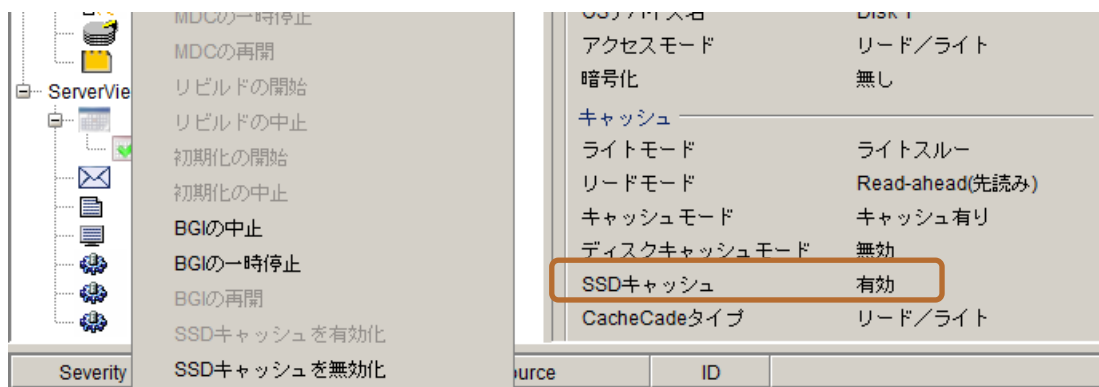 MDCの一時停止
MDCの再開
リビルドの開始
リビルドの中止
初期化の開始
初期化の中止
BGIの中止
BGIの一時停止
BGIの再開
SSDキャッシュを有効化
SSDキャッシュを無効化
ServerVie
OSデバイス名 Disk 1
アクセスモード リード/ライト
暗号化 無し
キャッシュ
ライトモード ライトスルー
リードモード Read-ahead(先読み)
キャッシュモード キャッシュ有り
ディスクキャッシュモード 無効
SSDキャッシュ 有効
CacheCadeタイプ リード/ライト
Severity urce ID